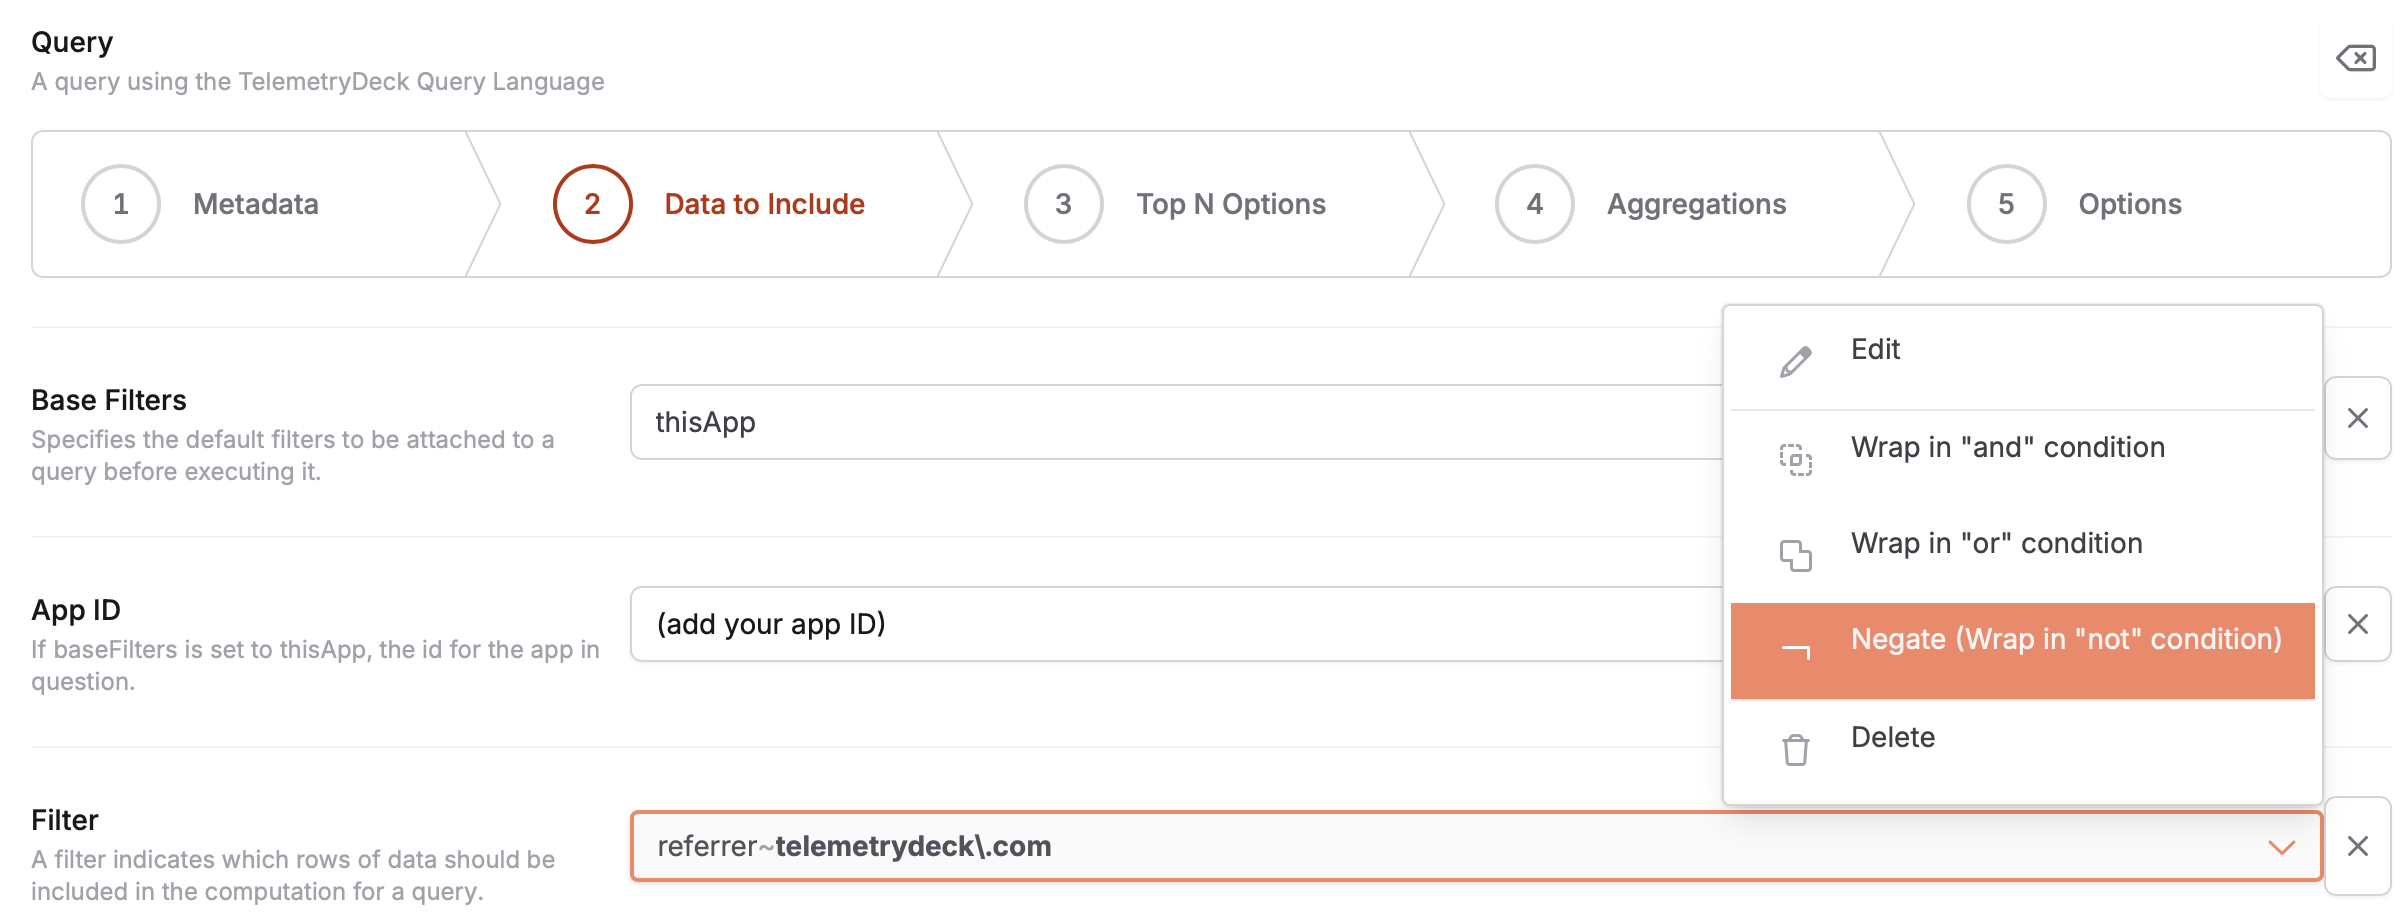 Query
A query using the TelemetryDeck Query Language
1 Metadata
2 Data to Include
3 Top N Options
4 Aggregations
5 Options
Base Filters
Specifies the default filters to be attached to a
query before executing it.
thisApp
App ID
If baseFilters is set to thisApp, the id for the app in
question.
(add your app ID)
Edit
Wrap in "and" condition
Wrap in "or" condition
Negate (Wrap in "not" condition)
Delete
Filter
A filter indicates which rows of data should be
included in the computation for a query.
referrer~telemetrydeck\.com